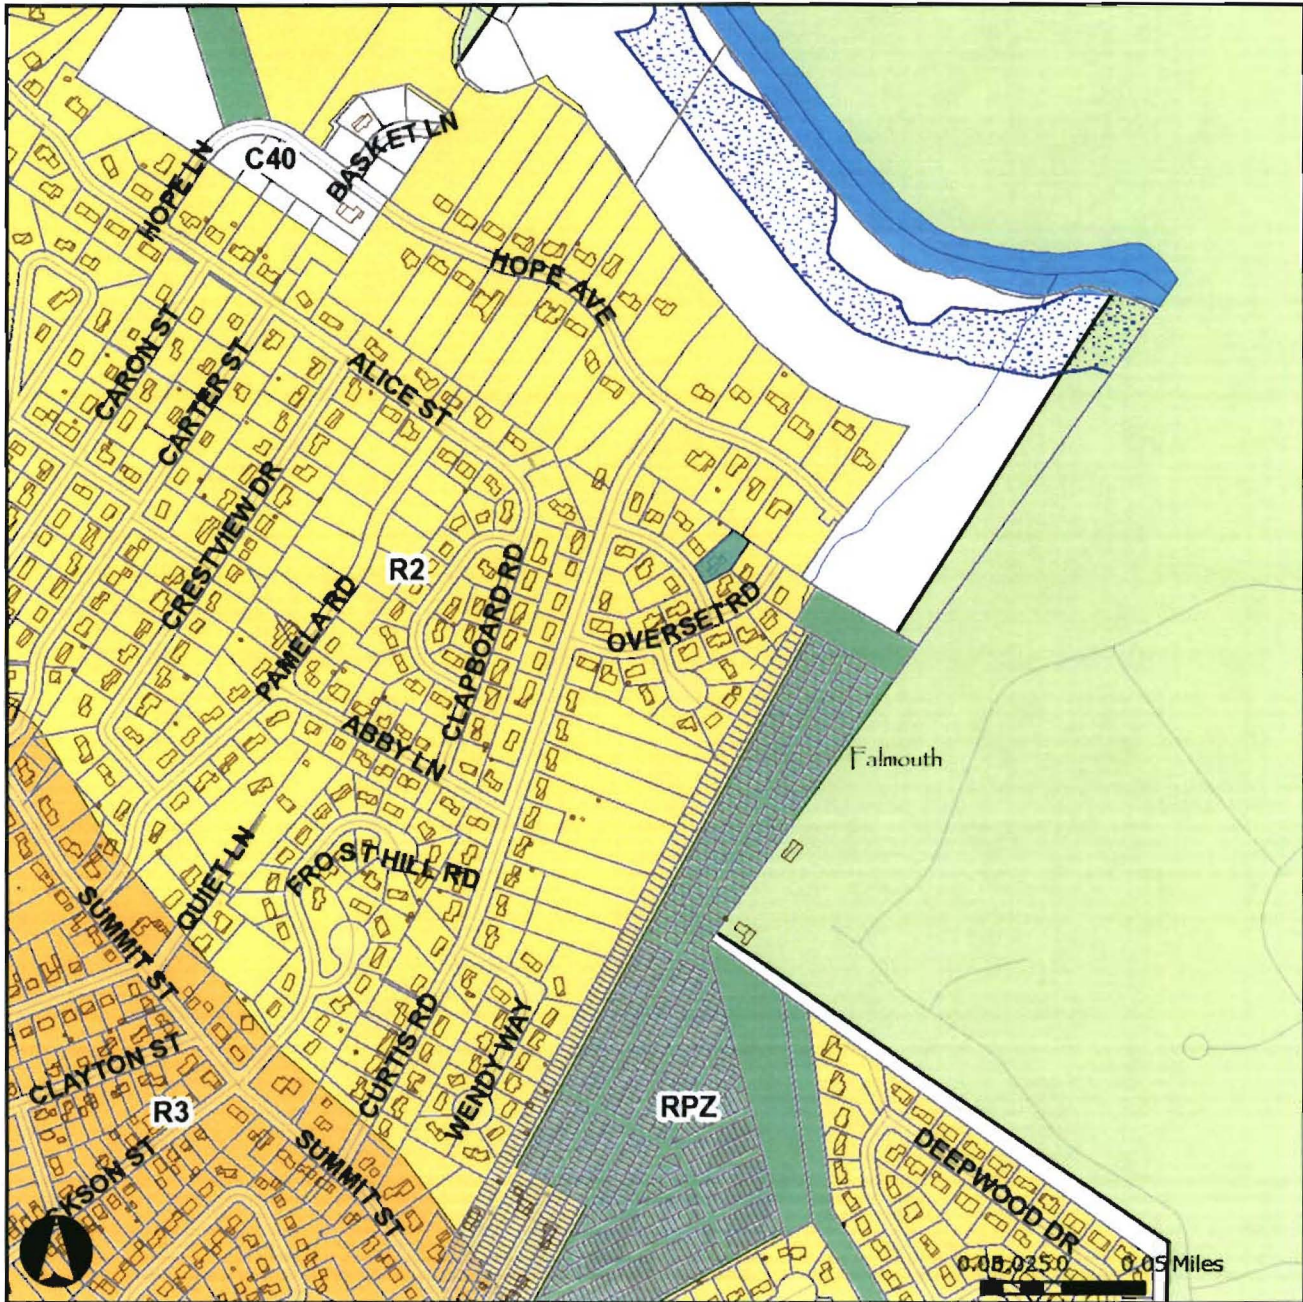 C40
HOPE LN
BASKET LN
HOPE AVE
CARON ST
CARTER ST
ALICE ST
CRESTVIEW DR
R2
PAMELA RD
CLAPBOARD RD
OVERSET RD
ABBY LN
Falmouth
QUIET LN
FROST HILL RD
SUMMIT ST
CURTIS RD
WENDY WAY
CLAYTON ST
R3
RPZ
CKSON ST
SUMMIT ST
DEEPWOOD DR
0.05 Miles